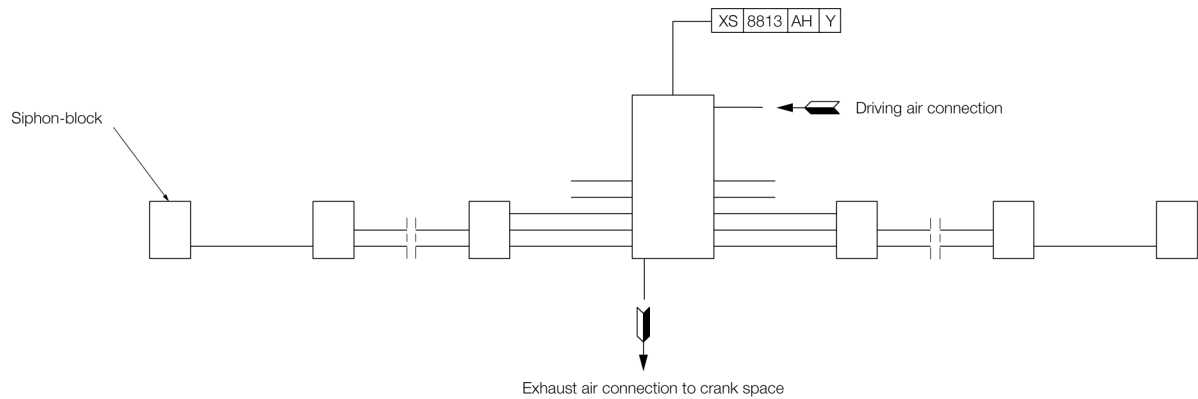 XS 8813 AH Y
Siphon-block
Driving air connection
Exhaust air connection to crank space